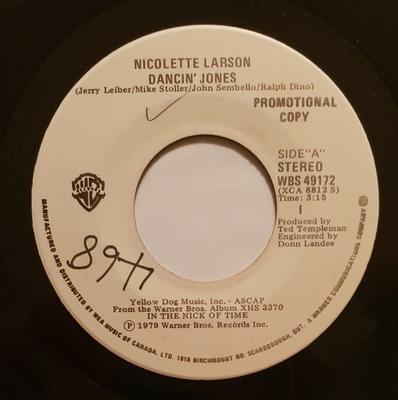 NICOLETTE LARSON
DANCIN' JONES
(Jerry Leiber/Mike Stoller/John Sembello/Ralph Dino)
PROMOTIONAL
COPY
SIDE"A"
STEREO
WBS 49172
(XCA 8812 S)
Time: 3:15
I
Produced by
Ted Templeman
Engineered by
Donn Landee
Yellow Dog Music, Inc. - ASCAP
From the Warner Bros. Album XHS 3370
IN THE NICK OF TIME
Ⓟ 1979 Warner Bros. Records Inc.
MANUFACTURED AND DISTRIBUTED BY WEA MUSIC OF CANADA, LTD. 1810 BIRCHMOUNT RD. SCARBOROUGH, ONT. A WARNER COMMUNICATIONS COMPANY